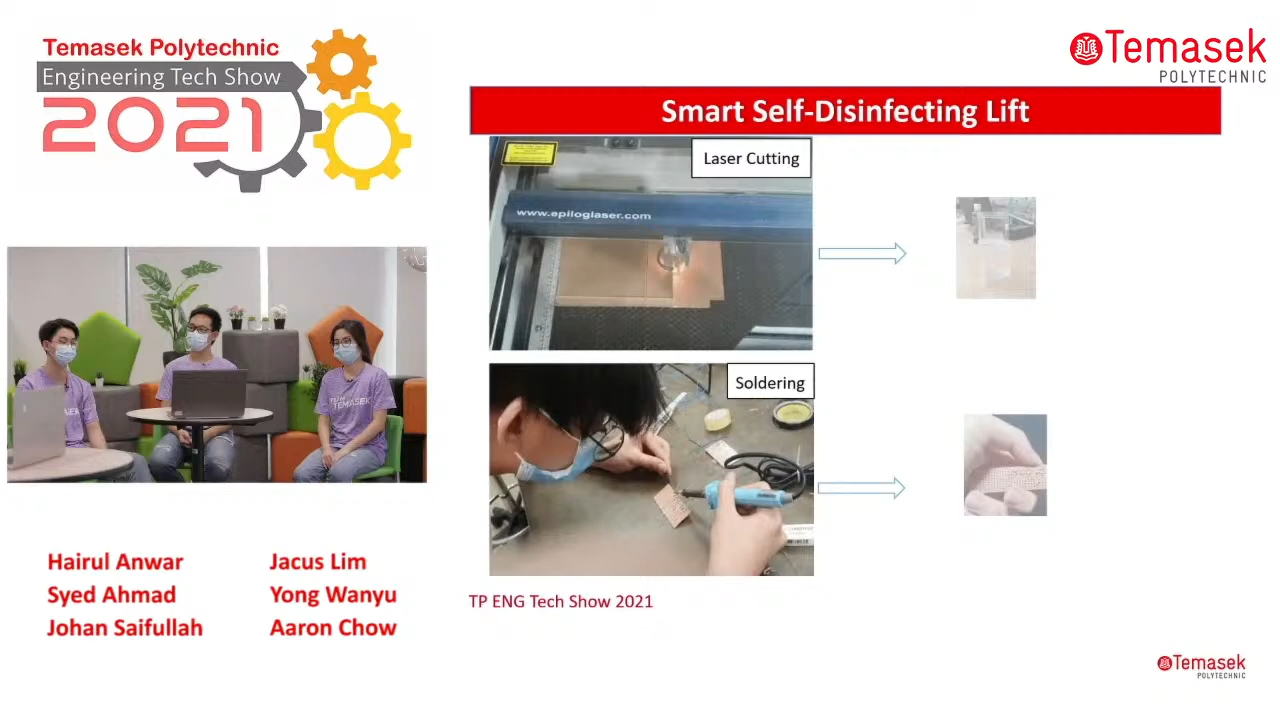 Temasek Polytechnic
Engineering Tech Show
2021
Temasek
POLYTECHNIC
Smart Self-Disinfecting Lift
Laser Cutting
www.epiloglaser.com
Soldering
TEMASEK
Hairul Anwar
Jacus Lim
Syed Ahmad
Yong Wanyu
Johan Saifullah
Aaron Chow
TP ENG Tech Show 2021
Temasek
POLYTECHNIC